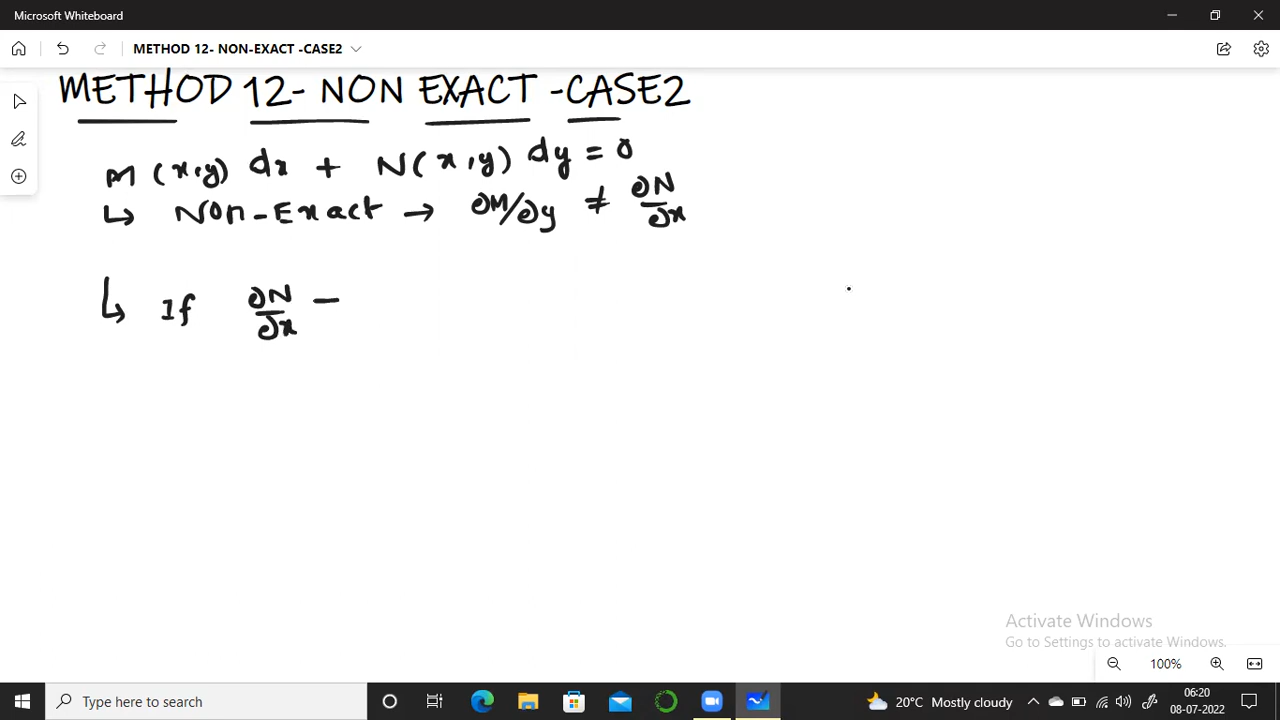 Microsoft Whiteboard
METHOD 12- NON-EXACT -CASE2
METHOD 12- NON EXACT -CASE2
M (x,y) dx + N(x,y) dy = 0
↳ Non-Exact → ∂M/∂y ≠ ∂N/∂x
↳ If ∂N/∂x -
Activate Windows
Go to Settings to activate Windows.
100%
Type here to search
20°C Mostly cloudy
06:20
08-07-2022